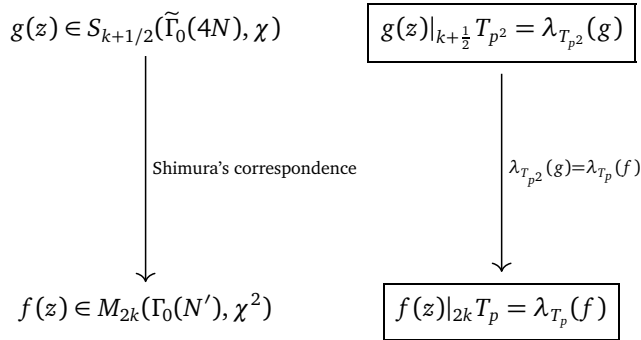 g(z) ∈ S_{k+1/2}(Γ̃_0(4N), χ)
g(z)|_{k+\frac{1}{2}} T_{p^2} = λ_{T_{p^2}}(g)
Shimura's correspondence
λ_{T_{p^2}}(g)=λ_{T_p}(f)
f(z) ∈ M_{2k}(Γ_0(N′), χ^2)
f(z)|_{2k} T_p = λ_{T_p}(f)